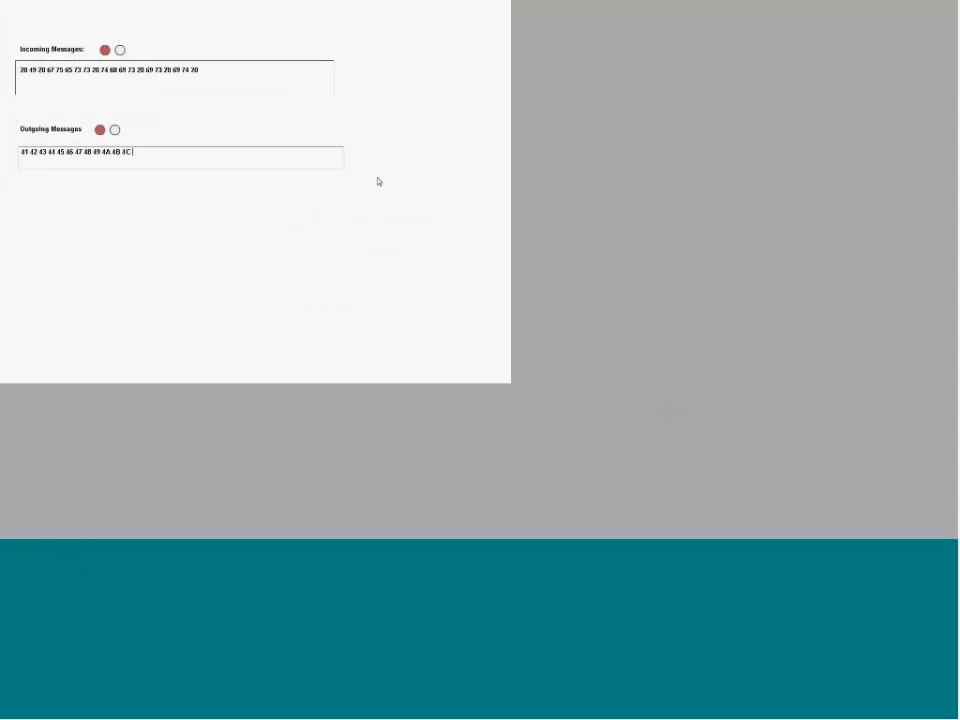 Incoming Messages:
20 49 20 67 75 65 73 73 20 74 68 69 73 20 69 73 20 69 74 20
Outgoing Messages
41 42 43 44 45 46 47 48 49 4A 4B 4C